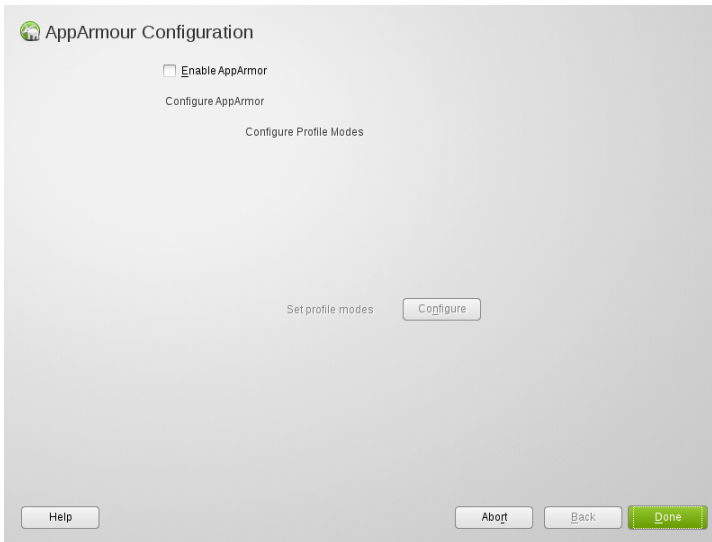 AppArmour Configuration
Enable AppArmor
Configure AppArmor
Configure Profile Modes
Set profile modes Configure
Help Abort Back Done